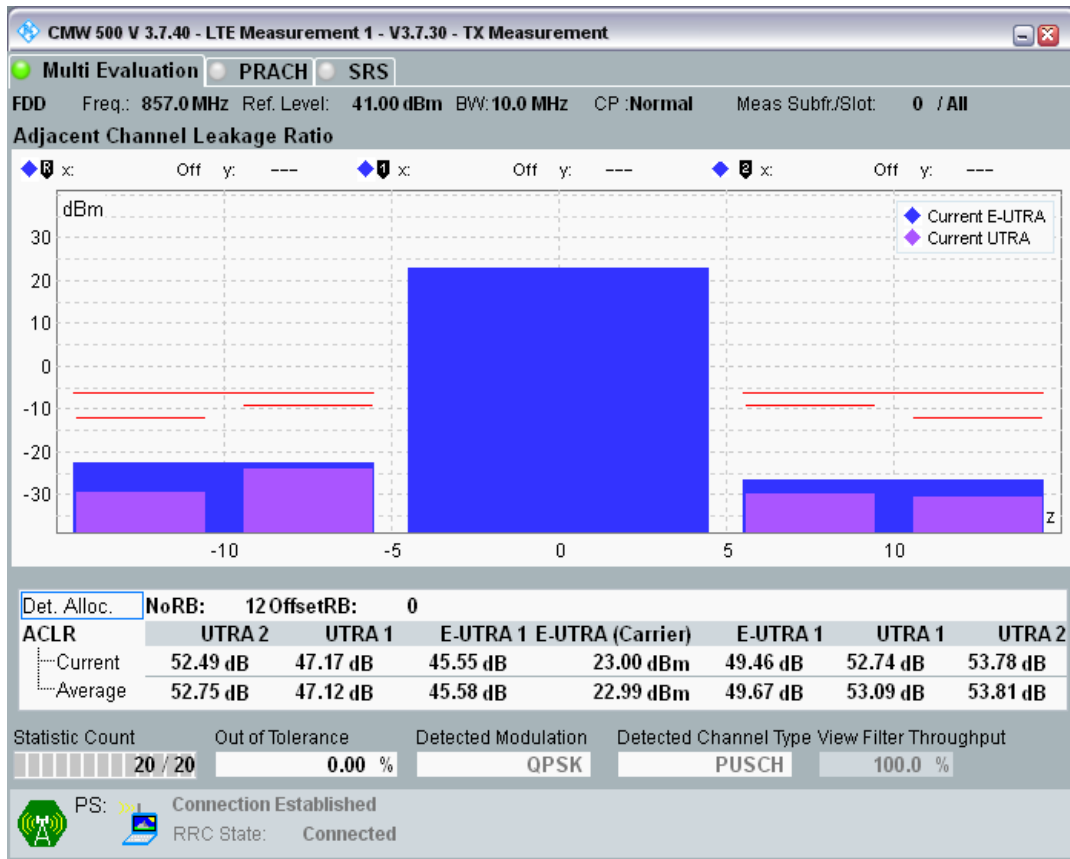 CMW 500 V 3.7.40 - LTE Measurement 1 - V3.7.30 - TX Measurement
Multi Evaluation PRACH SRS
FDD Freq.: 857.0 MHz Ref. Level: 41.00 dBm BW: 10.0 MHz CP :Normal Meas Subfr./Slot: 0 / All
Adjacent Channel Leakage Ratio
R x: Off y: --- 1 x: Off y: --- 2 x: Off y: ---
dBm
Current E-UTRA
Current UTRA
30
20
10
0
-10
-20
-30
z
-10 -5 0 5 10
Det. Alloc. NoRB: 12 OffsetRB: 0
ACLR UTRA 2 UTRA 1 E-UTRA 1 E-UTRA (Carrier) E-UTRA 1 UTRA 1 UTRA 2
Current 52.49 dB 47.17 dB 45.55 dB 23.00 dBm 49.46 dB 52.74 dB 53.78 dB
Average 52.75 dB 47.12 dB 45.58 dB 22.99 dBm 49.67 dB 53.09 dB 53.81 dB
Statistic Count Out of Tolerance Detected Modulation Detected Channel Type View Filter Throughput
20 / 20 0.00 % QPSK PUSCH 100.0 %
PS: Connection Established
RRC State: Connected